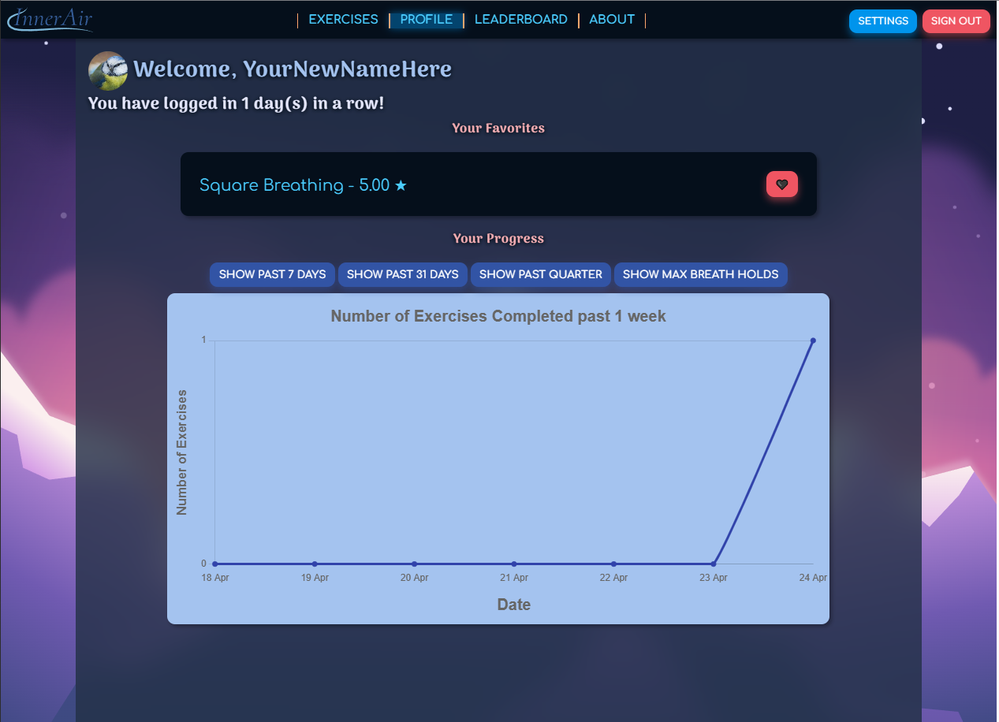 InnerAir
EXERCISES
PROFILE
LEADERBOARD
ABOUT
SETTINGS
SIGN OUT
Welcome, YourNewNameHere
You have logged in 1 day(s) in a row!
Your Favorites
Square Breathing - 5.00 ★
Your Progress
SHOW PAST 7 DAYS
SHOW PAST 31 DAYS
SHOW PAST QUARTER
SHOW MAX BREATH HOLDS
Number of Exercises Completed past 1 week
Number of Exercises
1
0
18 Apr
19 Apr
20 Apr
21 Apr
22 Apr
23 Apr
24 Apr
Date